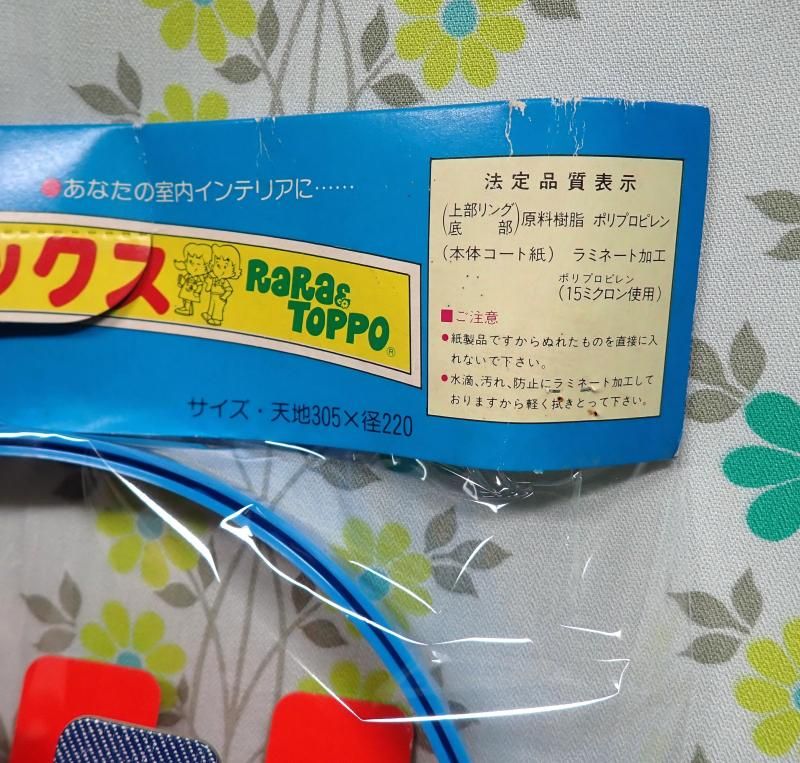 ●あなたの室内インテリアに……
ックス
RaRa&
TOPPO®
サイズ・天地305×径220
法定品質表示
(上部リング
底　　　部)原料樹脂 ポリプロピレン
(本体コート紙) ラミネート加工
ポリプロピレン
(15ミクロン使用)
■ご注意
●紙製品ですからぬれたものを直接に入
れないで下さい。
●水滴、汚れ、防止にラミネート加工して
おりますから軽く拭きとって下さい。